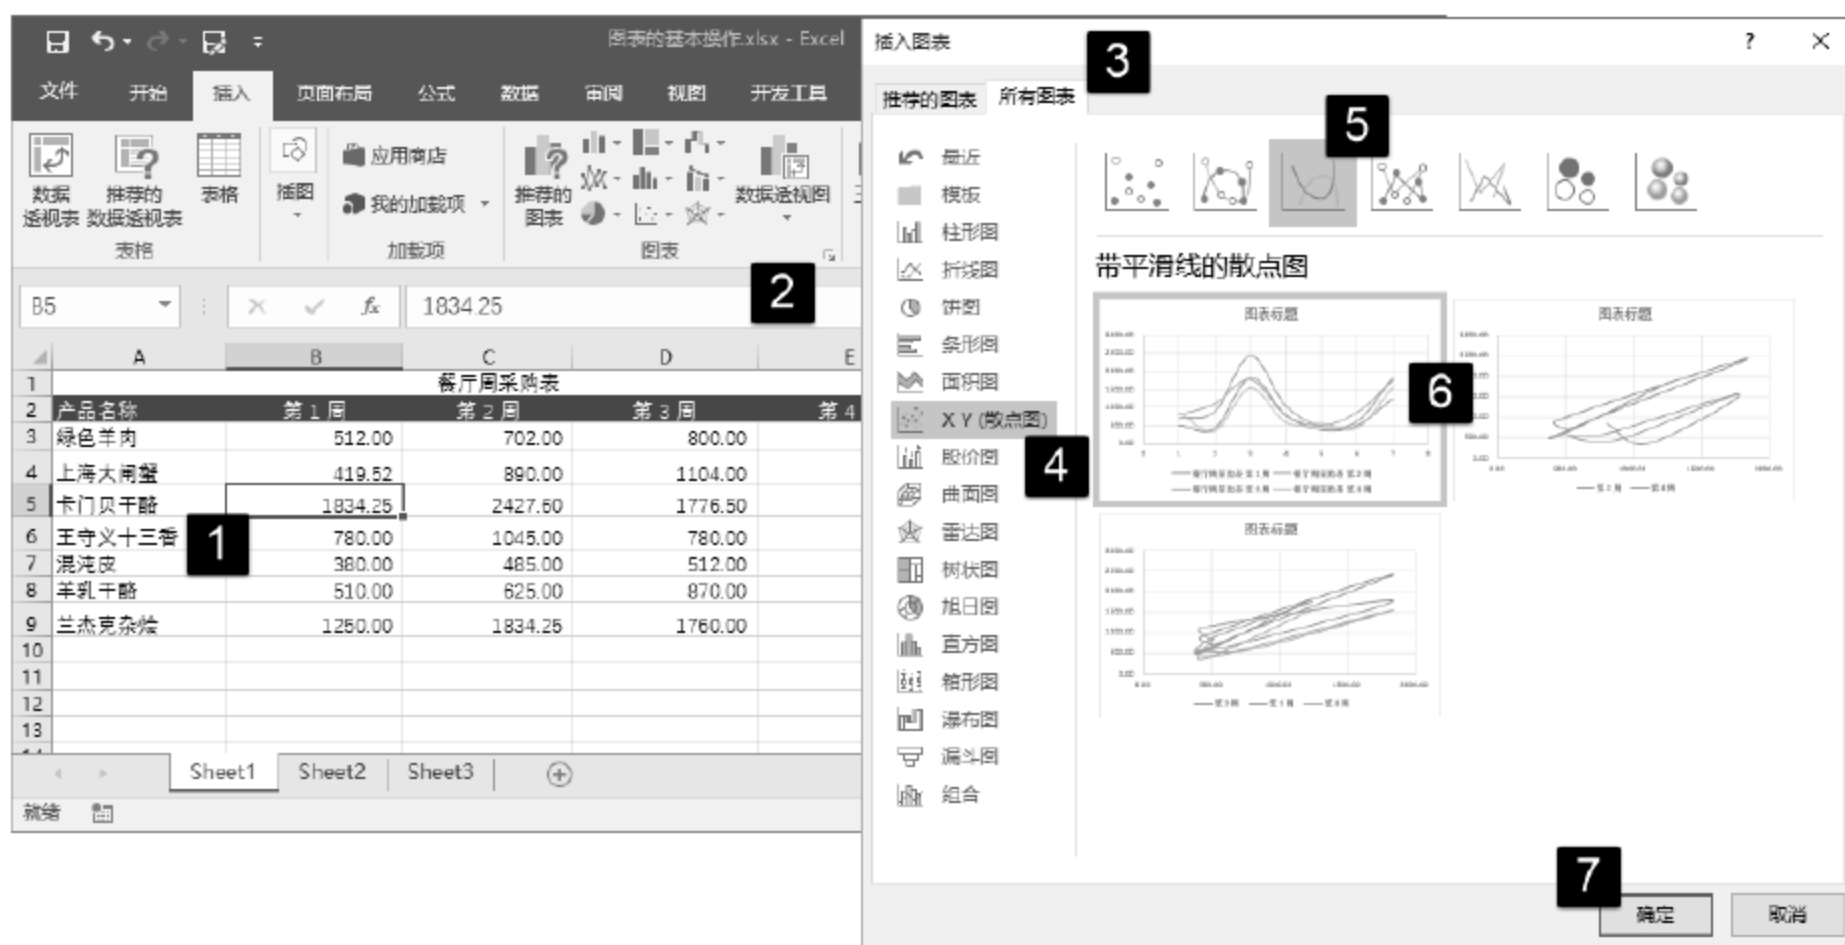 图表的基本操作.xlsx - Excel
文件 开始 插入 页面布局 公式 数据 审阅 视图 开发工具
数据透视表
推荐的数据透视表
表格
插图
应用商店
我的加载项
推荐的图表
数据透视图
表格 加载项 图表
2
B5 fx 1834.25
A B C D E
1 餐厅周采购表
2 产品名称 第 1 周 第 2 周 第 3 周 第 4
3 绿色羊肉 512.00 702.00 800.00
4 上海大闸蟹 419.52 890.00 1104.00
5 卡门贝干酪 1834.25 2427.60 1776.50
1
6 王守义十三香 780.00 1045.00 780.00
7 混沌皮 380.00 485.00 512.00
8 羊乳干酪 510.00 625.00 870.00
9 兰杰克杂烩 1250.00 1834.25 1760.00
10
11
12
13
Sheet1 Sheet2 Sheet3
就绪
插入图表 ?
3
推荐的图表 所有图表
5
最近
模板
柱形图
折线图
饼图
条形图
面积图
X Y (散点图)
4
股价图
曲面图
雷达图
树状图
旭日图
直方图
箱形图
瀑布图
漏斗图
组合
带平滑线的散点图
图表标题
6
图表标题
图表标题
7
确定 取消